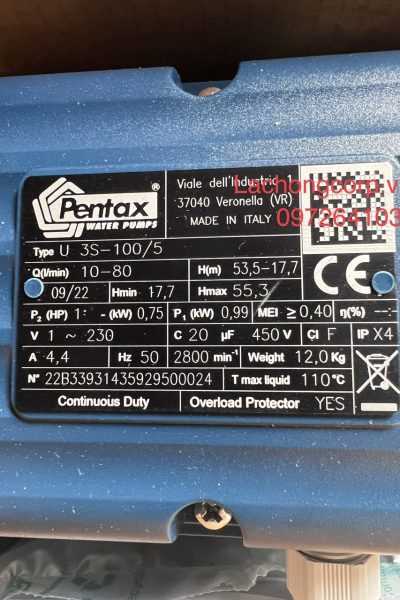 Pentax®
WATER PUMPS
Viale dell'Industria 1
37040 Veronella (VR)
MADE IN ITALY
Lachongcorp.v
097264103
Type U 3S-100/5
Q(l/min) 10-80 H(m) 53,5-17,7
09/22 Hmin 17,7 Hmax 55,3
P₂ (HP) 1 - (kW) 0,75 P₁ (kW) 0,99 MEI ≥ 0,40 η(%) --
V 1 ~ 230 C 20 µF 450 V Cl F IP X4
A 4,4 Hz 50 2800 min⁻¹ Weight 12,0 Kg
N° 22B33931435929500024 T max liquid 110°C
Continuous Duty Overload Protector YES
CE